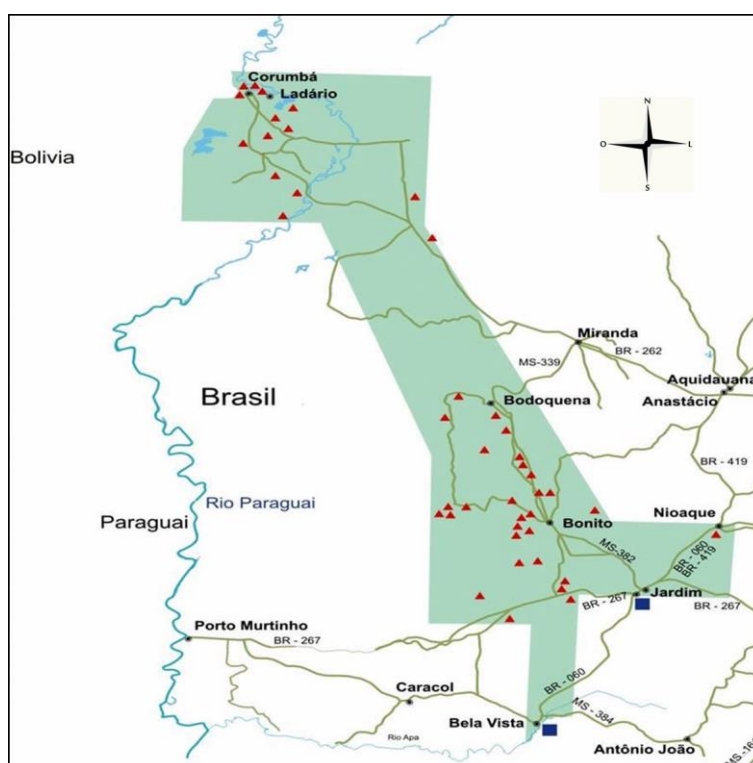 Corumbá
Ladário
N
O
L
S
Bolivia
Miranda
BR - 262
MS-339
Aquidauana
Anastácio
Brasil
Bodoquena
BR - 419
Rio Paraguai
Paraguai
Nioaque
Bonito
MS-382
BR - 060
BR - 419
Jardim
BR - 267
BR - 267
Porto Murtinho
BR - 267
BR - 060
Caracol
MS - 384
Bela Vista
Rio Apa
Antônio João